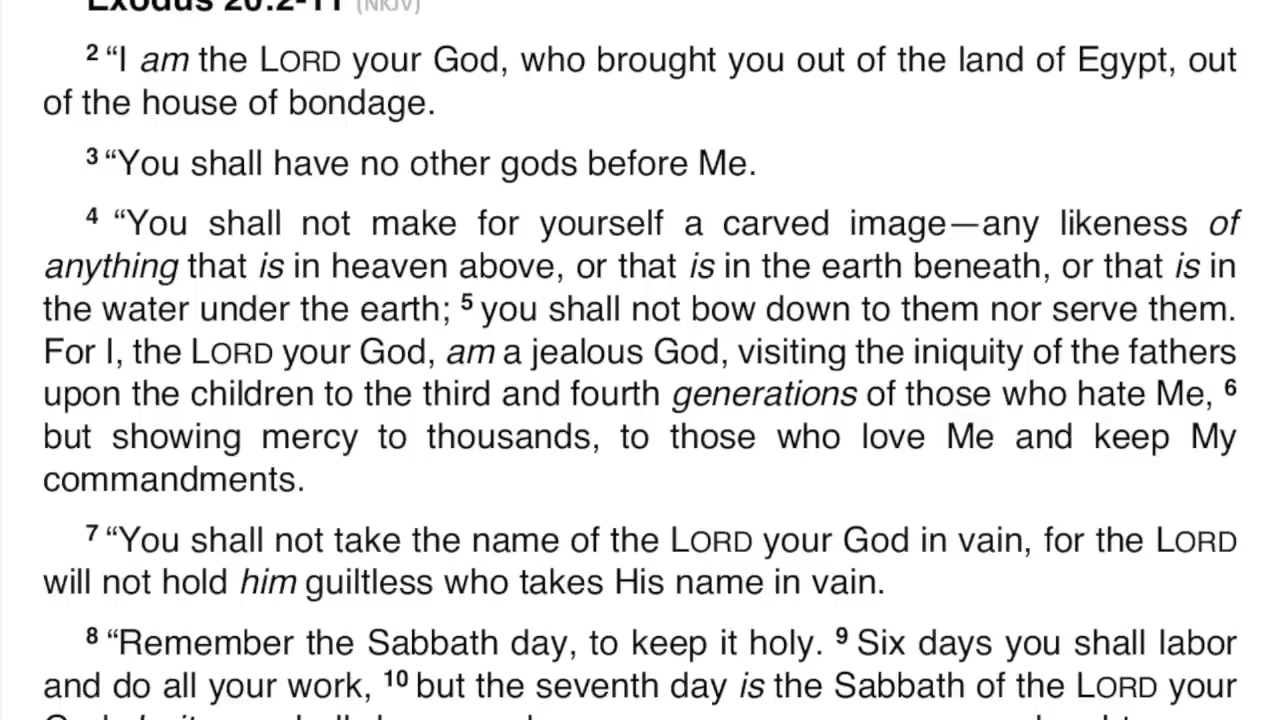 Exodus 20:2-11 (NKJV)
2 “I am the LORD your God, who brought you out of the land of Egypt, out
of the house of bondage.
3 “You shall have no other gods before Me.
4 “You shall not make for yourself a carved image—any likeness of
anything that is in heaven above, or that is in the earth beneath, or that is in
the water under the earth; 5 you shall not bow down to them nor serve them.
For I, the LORD your God, am a jealous God, visiting the iniquity of the fathers
upon the children to the third and fourth generations of those who hate Me, 6
but showing mercy to thousands, to those who love Me and keep My
commandments.
7 “You shall not take the name of the LORD your God in vain, for the LORD
will not hold him guiltless who takes His name in vain.
8 “Remember the Sabbath day, to keep it holy. 9 Six days you shall labor
and do all your work, 10 but the seventh day is the Sabbath of the LORD your